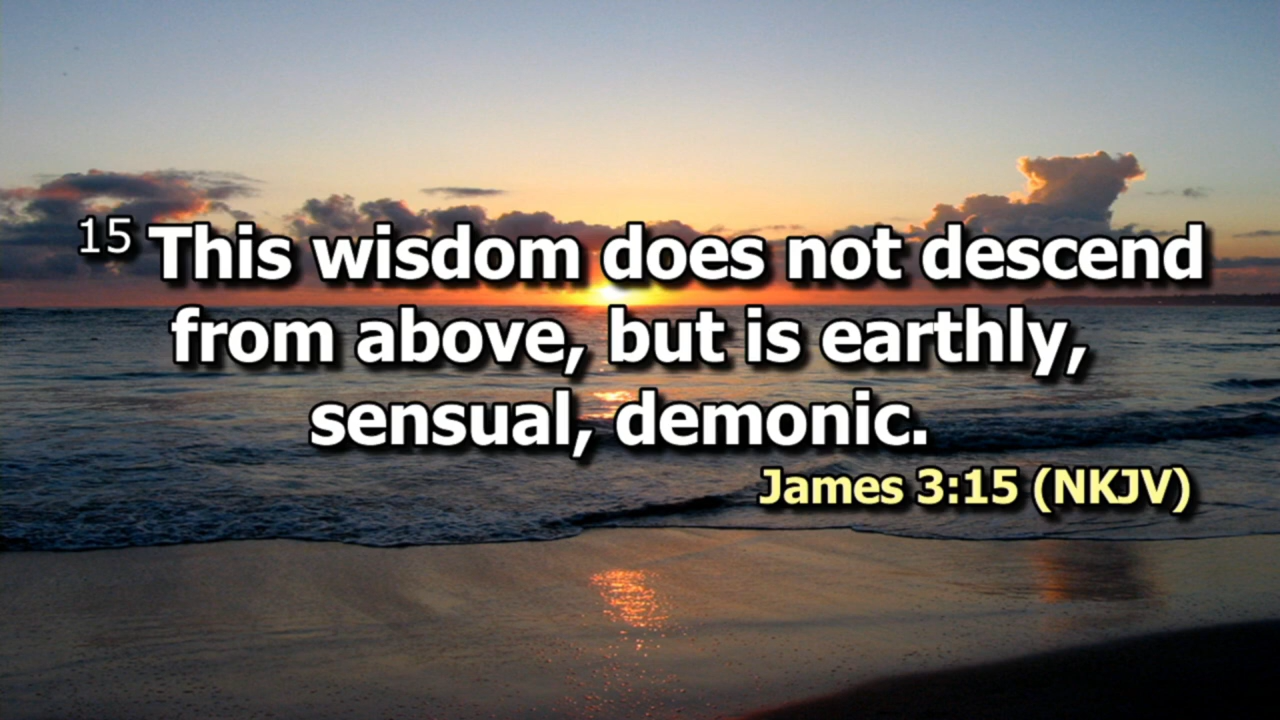 15 This wisdom does not descend
from above, but is earthly,
sensual, demonic.
James 3:15 (NKJV)